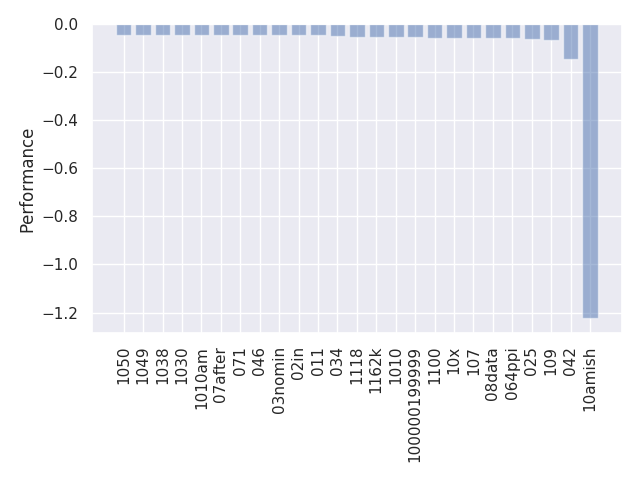 0.0
−0.2
−0.4
−0.6
−0.8
−1.0
−1.2
Performance
1050
1049
1038
1030
1010am
07after
071
046
03nomin
02in
011
034
1118
1162k
1010
100000199999
1100
10x
107
08data
064ppi
025
109
042
10amish